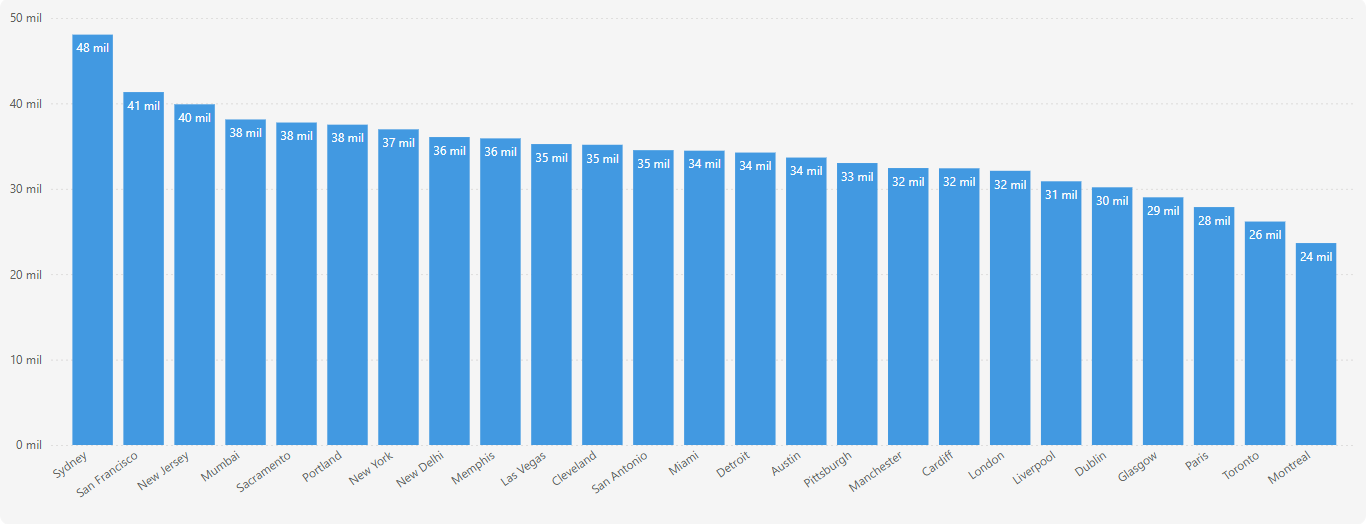 50 mil
40 mil
30 mil
20 mil
10 mil
0 mil
48 mil
41 mil
40 mil
38 mil
38 mil
38 mil
37 mil
36 mil
36 mil
35 mil
35 mil
35 mil
34 mil
34 mil
34 mil
33 mil
32 mil
32 mil
32 mil
31 mil
30 mil
29 mil
28 mil
26 mil
24 mil
Sydney
San Francisco
New Jersey
Mumbai
Sacramento
Portland
New York
New Delhi
Memphis
Las Vegas
Cleveland
San Antonio
Miami
Detroit
Austin
Pittsburgh
Manchester
Cardiff
London
Liverpool
Dublin
Glasgow
Paris
Toronto
Montreal